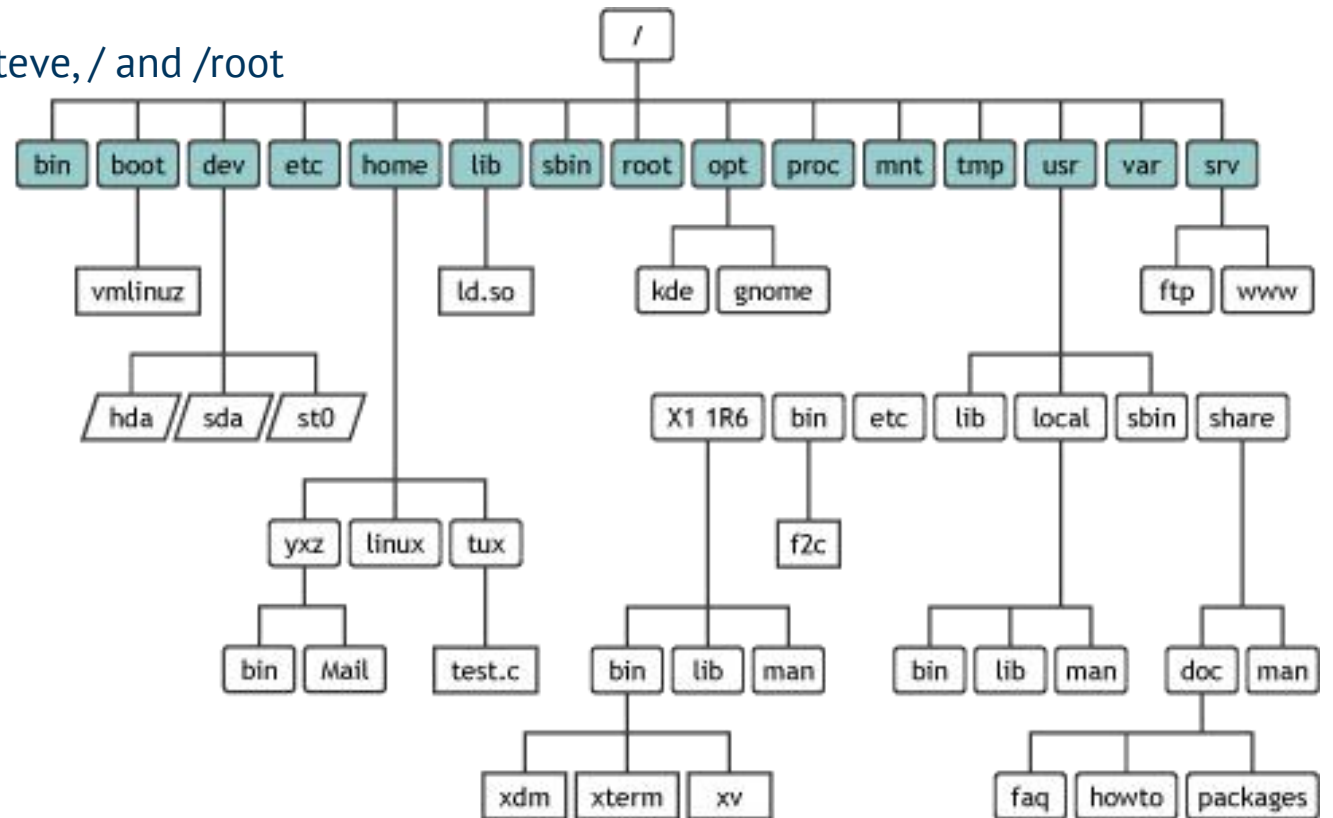 /
teve, / and /root
bin boot dev etc home lib sbin root opt proc mnt tmp usr var srv
vmlinuz ld.so kde gnome ftp www
hda sda st0 X1 1R6 bin etc lib local sbin share
yxz linux tux f2c
bin Mail test.c bin lib man bin lib man doc man
xdm xterm xv faq howto packages